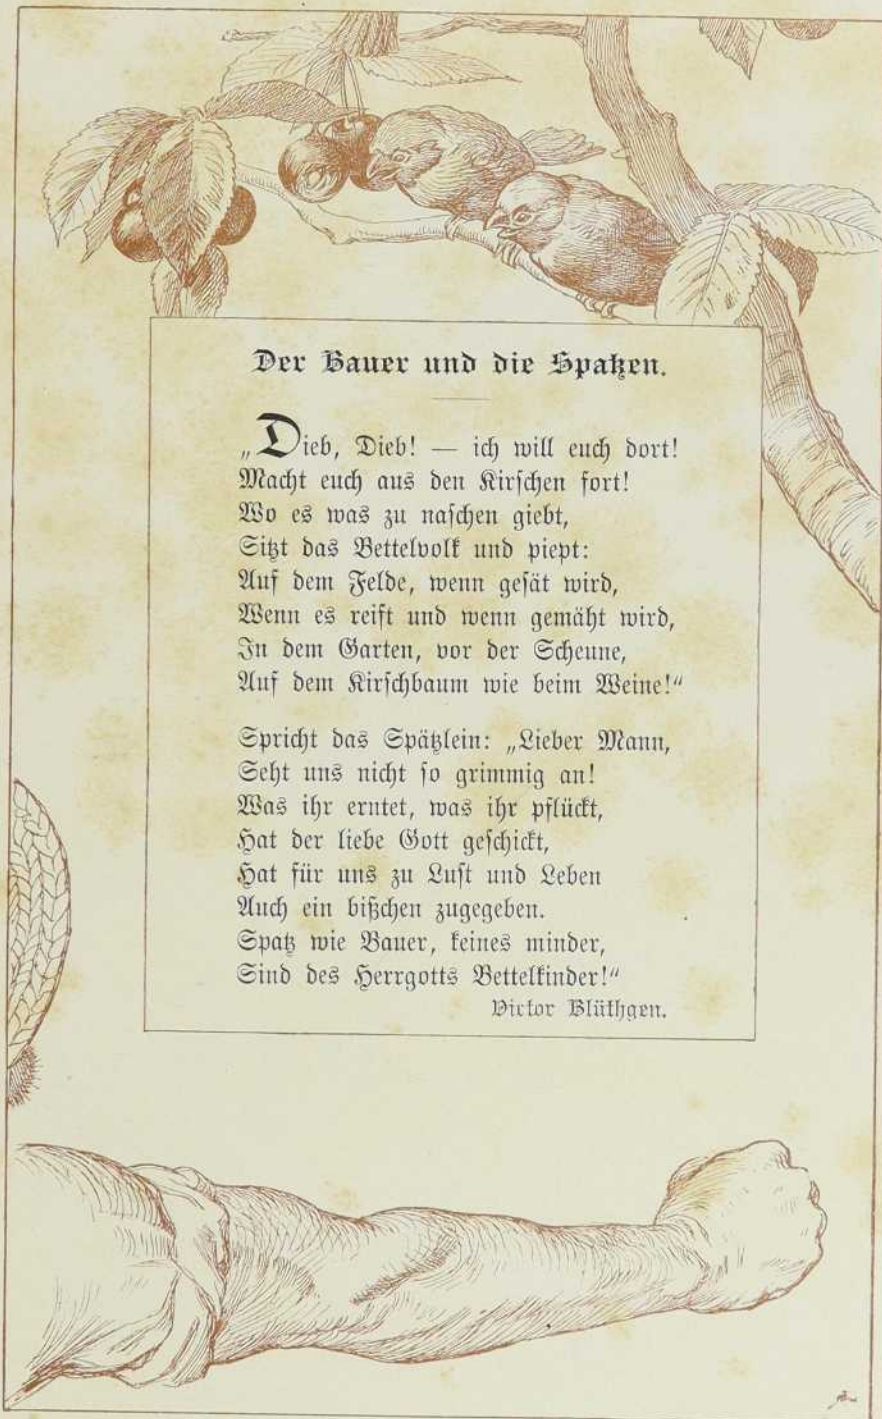 Der Bauer und die Spatzen.
„Dieb, Dieb! — ich will euch dort!
Macht euch aus den Kirschen fort!
Wo es was zu naschen giebt,
Sitzt das Bettelvolk und piept:
Auf dem Felde, wenn gesät wird,
Wenn es reift und wenn gemäht wird,
In dem Garten, vor der Scheune,
Auf dem Kirschbaum wie beim Weine!“
Spricht das Spätzlein: „Lieber Mann,
Seht uns nicht so grimmig an!
Was ihr erntet, was ihr pflückt,
Hat der liebe Gott geschickt,
Hat für uns zu Lust und Leben
Auch ein bißchen zugegeben.
Spatz wie Bauer, keines minder,
Sind des Herrgotts Bettelkinder!“
Victor Blüthgen.